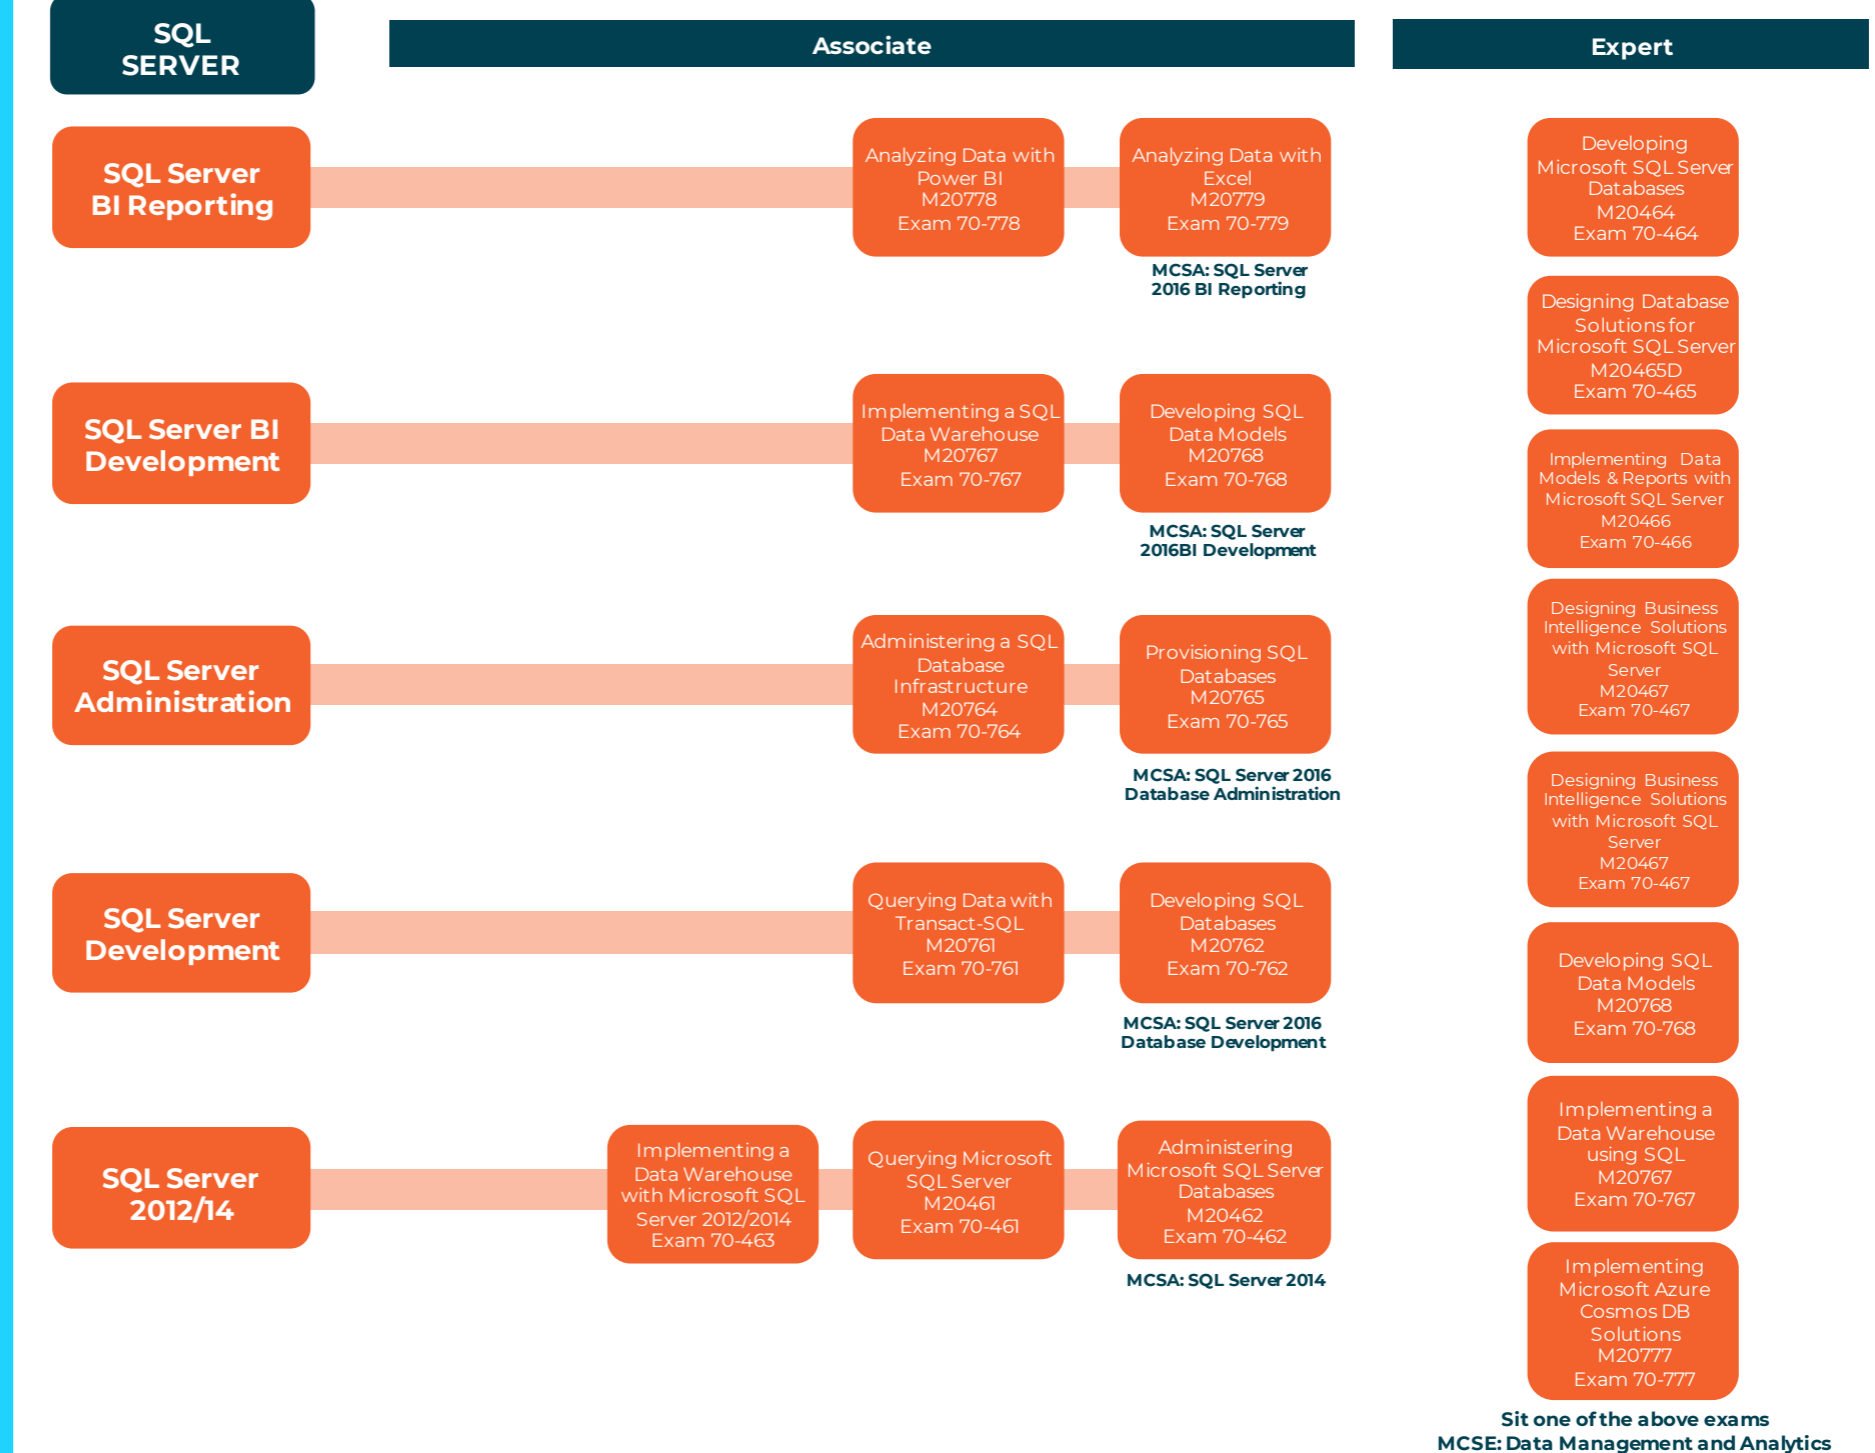 SQL
SERVER
Associate
Expert
SQL Server
BI Reporting
Analyzing Data with
Power BI
M20778
Exam 70-778
Analyzing Data with
Excel
M20779
Exam 70-779
MCSA: SQL Server
2016 BI Reporting
SQL Server BI
Development
Implementing a SQL
Data Warehouse
M20767
Exam 70-767
Developing SQL
Data Models
M20768
Exam 70-768
MCSA: SQL Server
2016BI Development
SQL Server
Administration
Administering a SQL
Database
Infrastructure
M20764
Exam 70-764
Provisioning SQL
Databases
M20765
Exam 70-765
MCSA: SQL Server 2016
Database Administration
SQL Server
Development
Querying Data with
Transact-SQL
M20761
Exam 70-761
Developing SQL
Databases
M20762
Exam 70-762
MCSA: SQL Server 2016
Database Development
SQL Server
2012/14
Implementing a
Data Warehouse
with Microsoft SQL
Server 2012/2014
Exam 70-463
Querying Microsoft
SQL Server
M20461
Exam 70-461
Administering
Microsoft SQL Server
Databases
M20462
Exam 70-462
MCSA: SQL Server 2014
Developing
Microsoft SQL Server
Databases
M20464
Exam 70-464
Designing Database
Solutions for
Microsoft SQL Server
M20465D
Exam 70-465
Implementing Data
Models & Reports with
Microsoft SQL Server
M20466
Exam 70-466
Designing Business
Intelligence Solutions
with Microsoft SQL
Server
M20467
Exam 70-467
Designing Business
Intelligence Solutions
with Microsoft SQL
Server
M20467
Exam 70-467
Developing SQL
Data Models
M20768
Exam 70-768
Implementing a
Data Warehouse
using SQL
M20767
Exam 70-767
Implementing
Microsoft Azure
Cosmos DB
Solutions
M20777
Exam 70-777
Sit one of the above exams
MCSE: Data Management and Analytics